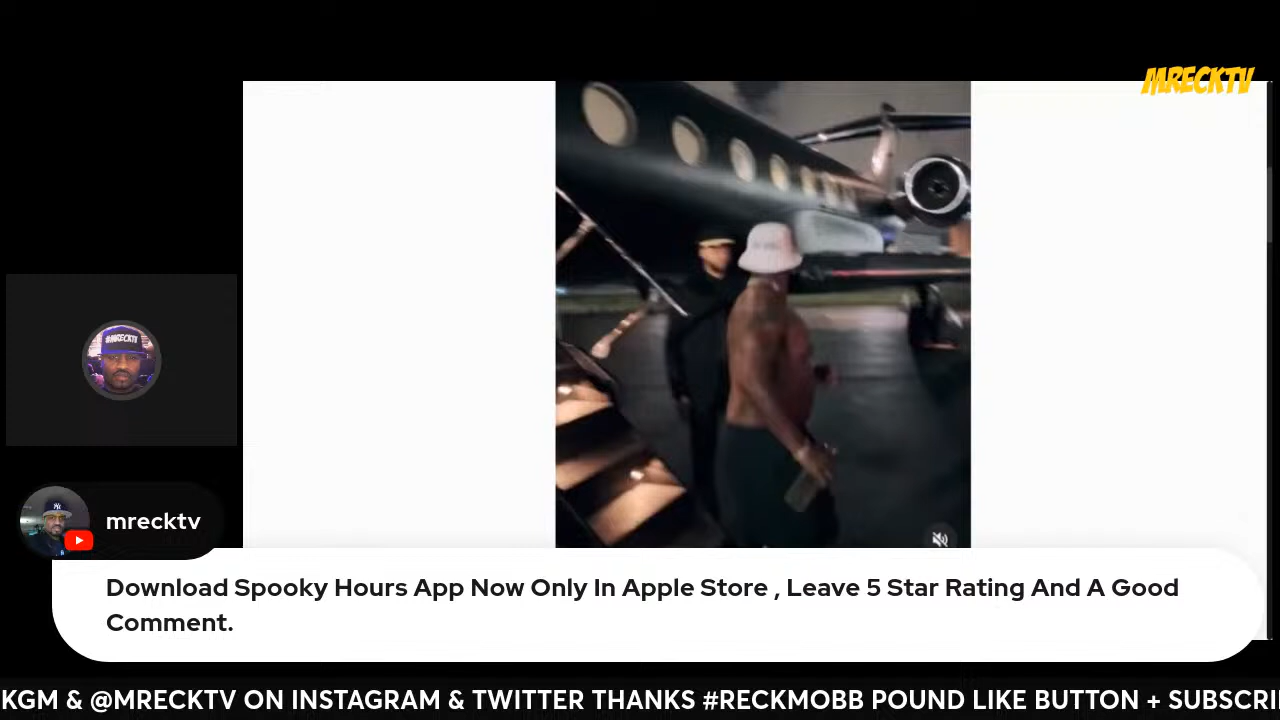 MRECKTV
#MRECKTV
mrecktv
Download Spooky Hours App Now Only In Apple Store , Leave 5 Star Rating And A Good
Comment.
KGM & @MRECKTV ON INSTAGRAM & TWITTER THANKS #RECKMOBB POUND LIKE BUTTON + SUBSCRI